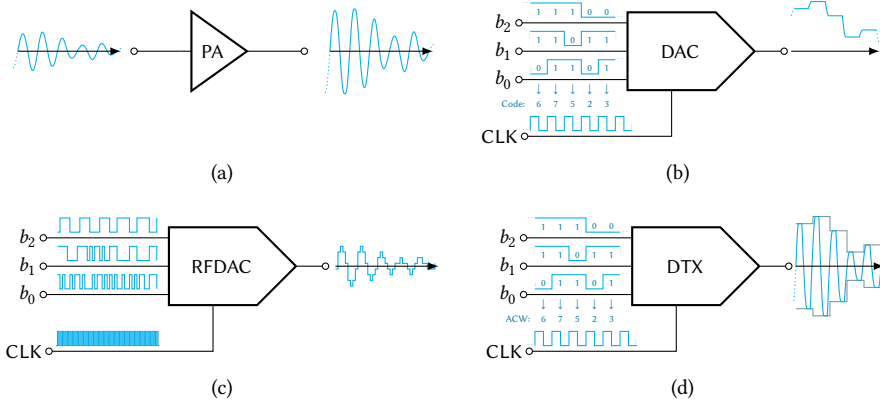 PA
(a)
1 1 1 0 0
b2
1 1 0 1 1
b1
DAC
0 1 1 0 1
b0
Code: 6 7 5 2 3
CLK
(b)
b2
b1
RFDAC
b0
CLK
(c)
1 1 1 0 0
b2
1 1 0 1 1
b1
DTX
0 1 1 0 1
b0
ACW: 6 7 5 2 3
CLK
(d)